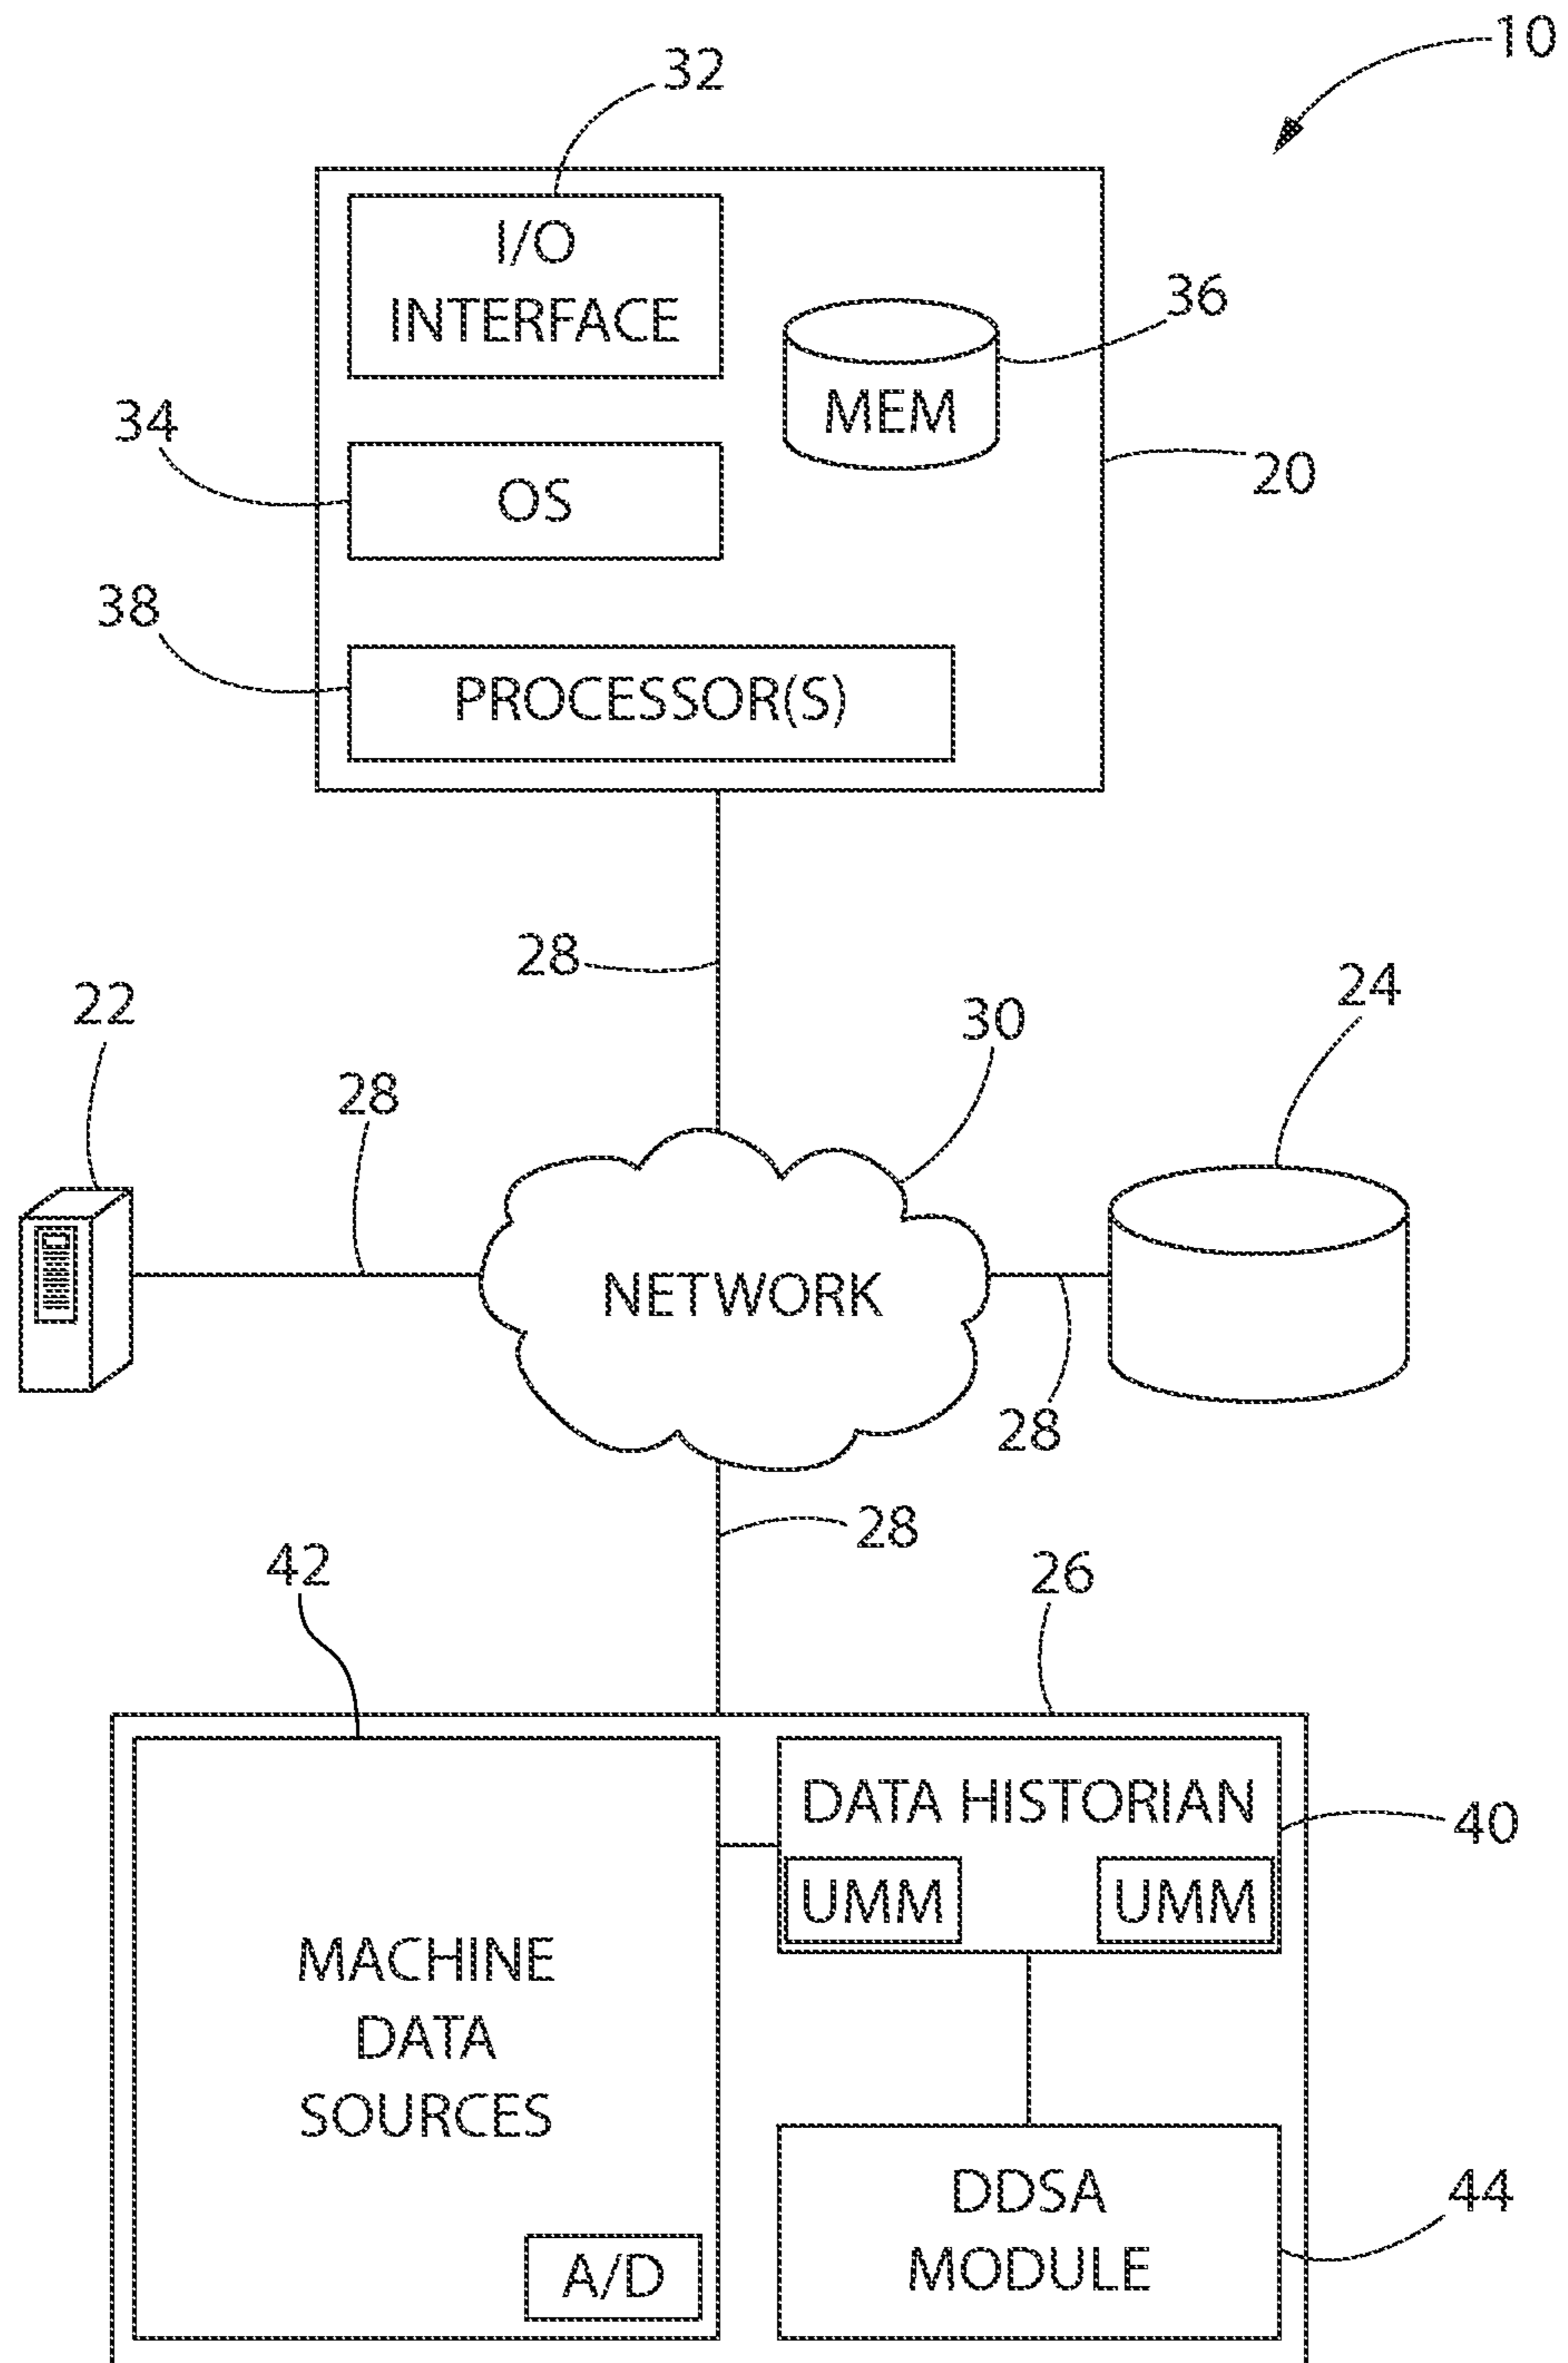 10
32
I/O
INTERFACE
36
MEM
34
OS
20
38
PROCESSOR(S)
28
22
30
24
28
NETWORK
28
28
42
26
DATA HISTORIAN
40
UMM UMM
MACHINE
DATA
SOURCES
DDSA
MODULE
44
A/D